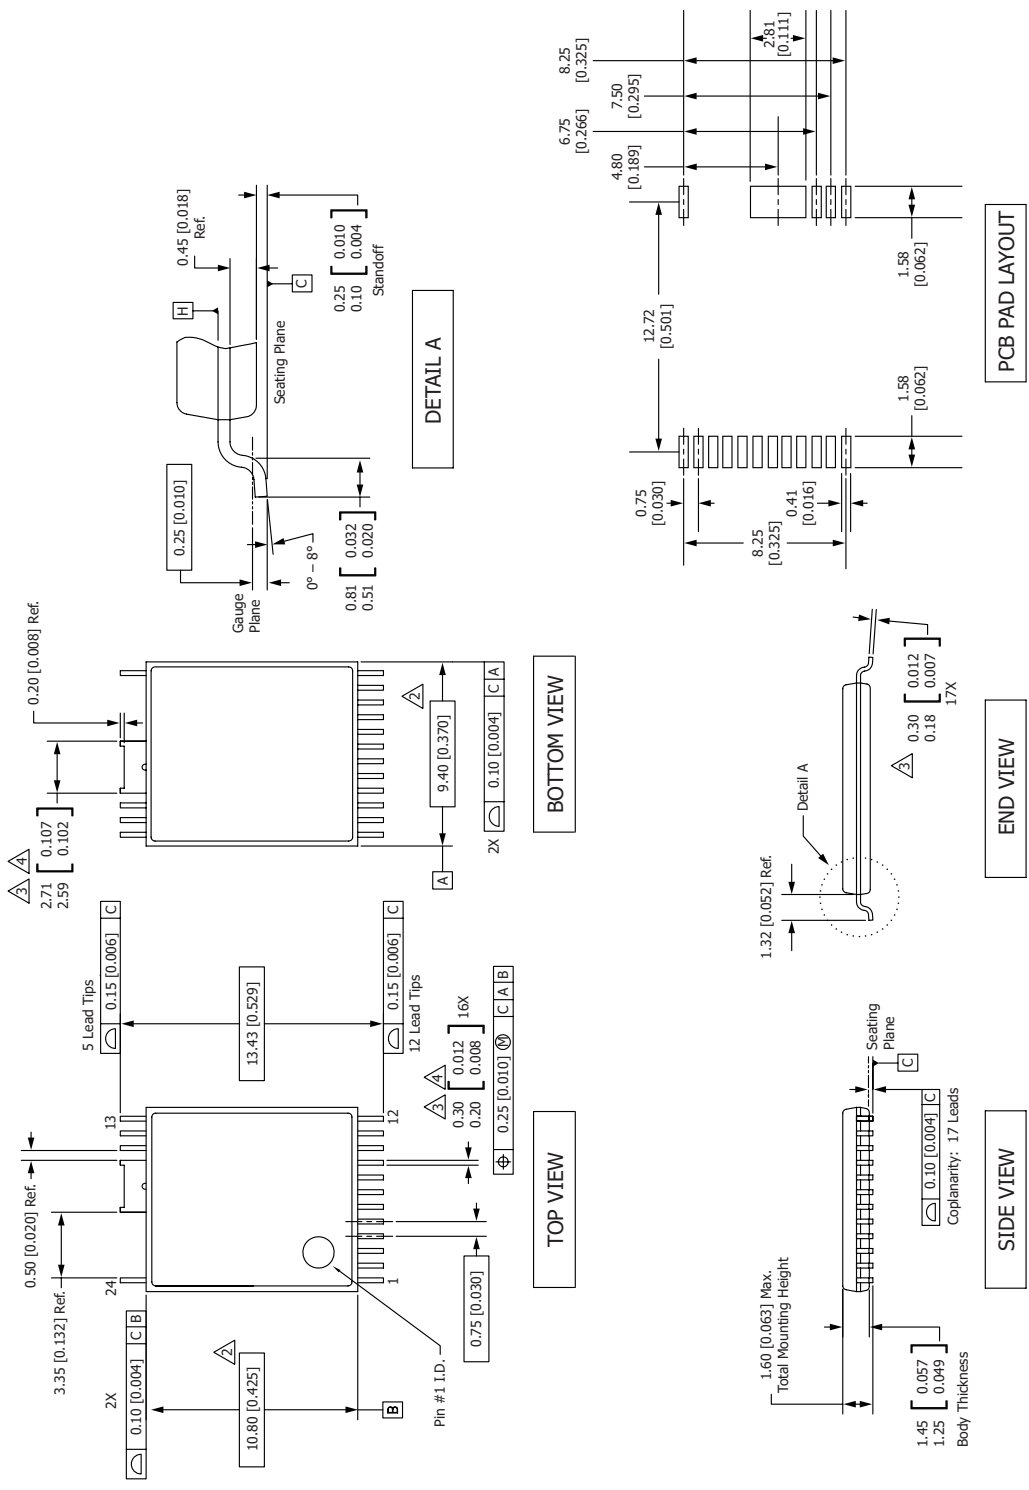 2X
⌓ 0.10 [0.004] C B
3.35 [0.132] Ref.
0.50 [0.020] Ref.
24
13
5 Lead Tips
⌓ 0.15 [0.006] C
10.80 [0.425]
2
B
13.43 [0.529]
Pin #1 I.D.
1
12
0.75 [0.030]
⌓ 0.15 [0.006] C
12 Lead Tips
3
4
0.30
0.20
[0.012
0.008]
16X
⌖ 0.25 [0.010] Ⓜ C A B
TOP VIEW
3
4
2.71
2.59
[0.107
0.102]
0.20 [0.008] Ref.
A
9.40 [0.370]
2
2X
⌓ 0.10 [0.004] C A
BOTTOM VIEW
Gauge
Plane
0.25 [0.010]
H
0.45 [0.018]
Ref.
0° – 8°
Seating Plane
C
0.81
0.51
[0.032
0.020]
0.25
0.10
[0.010
0.004]
Standoff
DETAIL A
1.60 [0.063] Max.
Total Mounting Height
Seating
Plane
C
1.45
1.25
[0.057
0.049]
Body Thickness
⌓ 0.10 [0.004] C
Coplanarity: 17 Leads
SIDE VIEW
1.32 [0.052] Ref.
Detail A
3
0.30
0.18
[0.012
0.007]
17X
END VIEW
8.25
[0.325]
7.50
[0.295]
6.75
[0.266]
4.80
[0.189]
2.81
[0.111]
12.72
[0.501]
0.75
[0.030]
8.25
[0.325]
0.41
[0.016]
1.58
[0.062]
1.58
[0.062]
PCB PAD LAYOUT